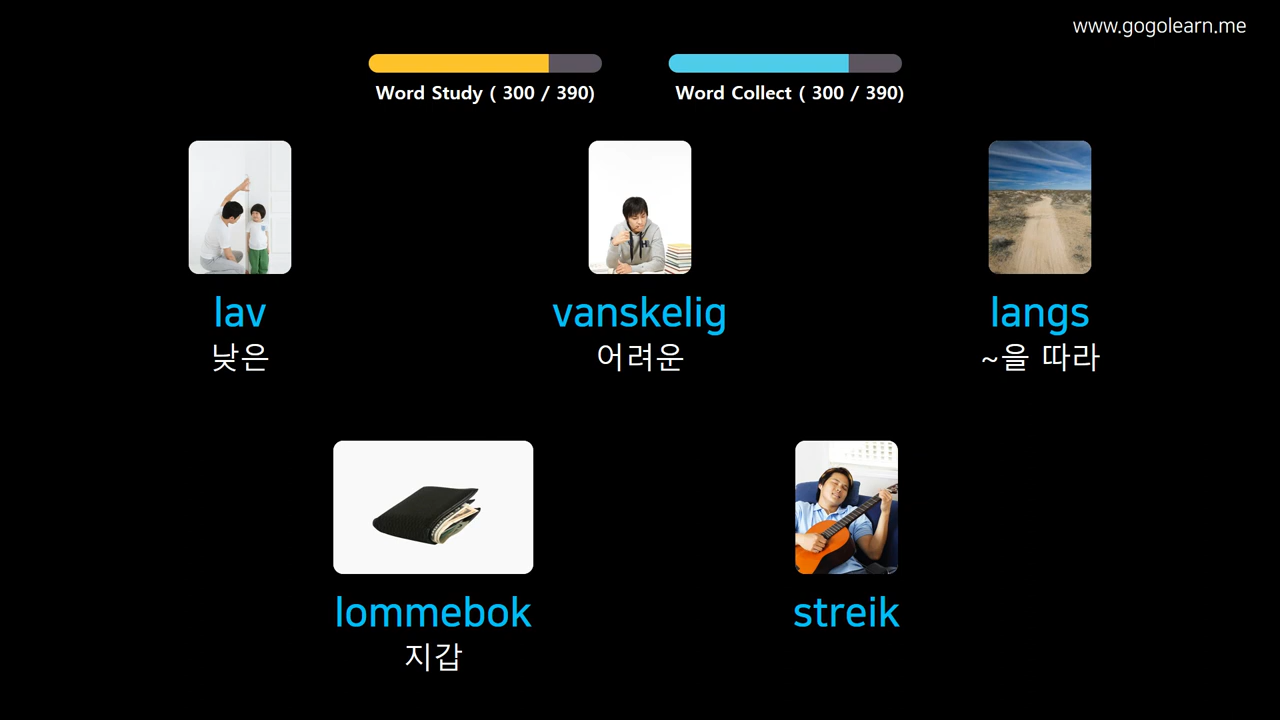 www.gogolearn.me
Word Study ( 300 / 390)
Word Collect ( 300 / 390)
lav
낮은
vanskelig
어려운
langs
~을 따라
lommebok
지갑
streik